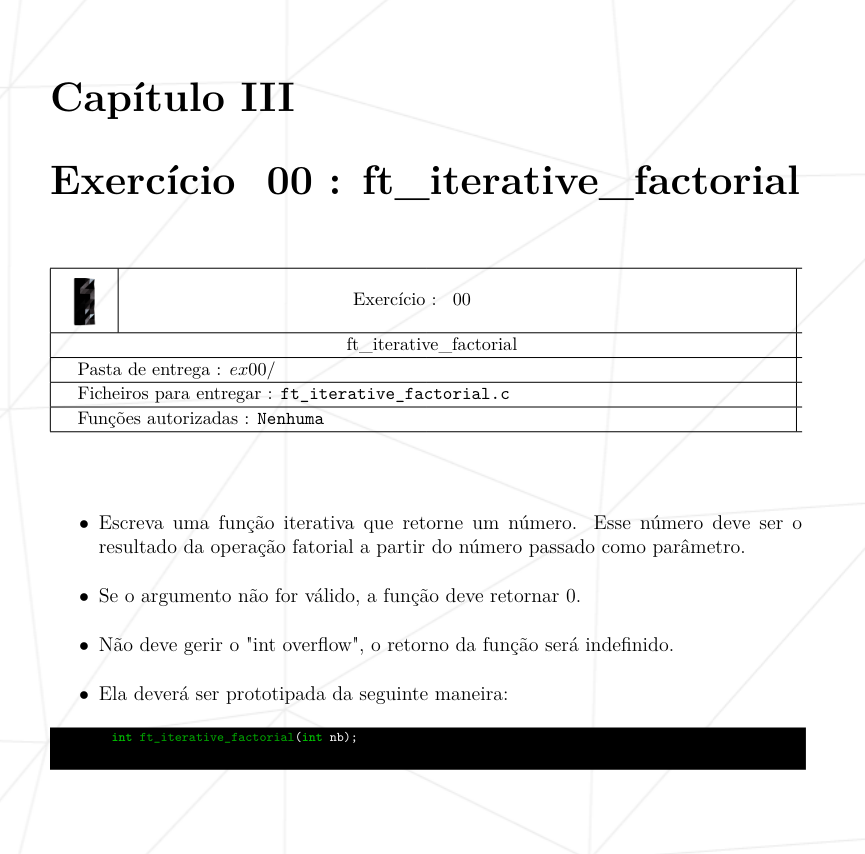 Capítulo III
Exercício 00 : ft_iterative_factorial
Exercício : 00
ft_iterative_factorial
Pasta de entrega : ex00/
Ficheiros para entregar : ft_iterative_factorial.c
Funções autorizadas : Nenhuma
• Escreva uma função iterativa que retorne um número. Esse número deve ser o
resultado da operação fatorial a partir do número passado como parâmetro.
• Se o argumento não for válido, a função deve retornar 0.
• Não deve gerir o "int overflow", o retorno da função será indefinido.
• Ela deverá ser prototipada da seguinte maneira:
int ft_iterative_factorial(int nb);